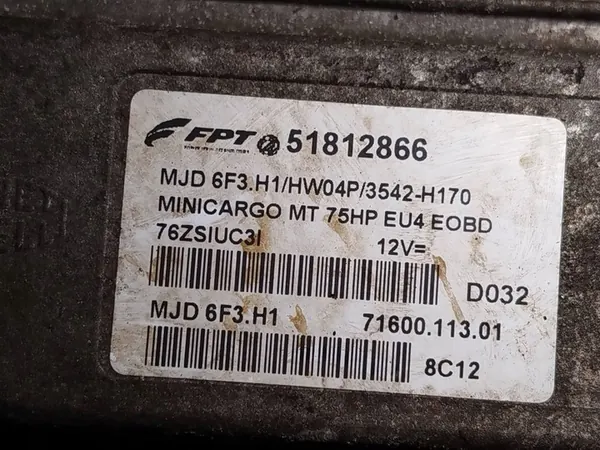 FPT 51812866
MJD 6F3.H1/HW04P/3542-H170
MINICARGO MT 75HP EU4 EOBD
76ZSIUC3I 12V=
D032
MJD 6F3.H1 71600.113.01
8C12